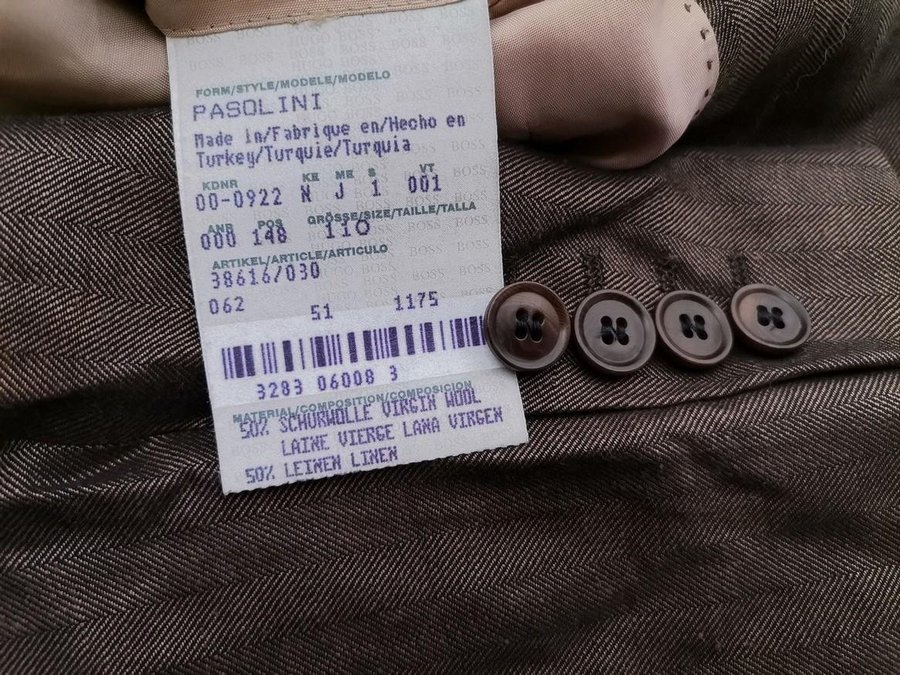 FORM/STYLE/MODELE/MODELO
PASOLINI
Made in/Fabrique en/Hecho en
Turkey/Turquie/Turquia
KDNR KE ME S VT
00-0922 N J 1 001
ANR POS GRÖSSE/SIZE/TAILLE/TALLA
000 148 110
ARTIKEL/ARTICLE/ARTICULO
38616/030
062 51 1175
3283 06008 3
MATERIAL/COMPOSITION/COMPOSICION
50% SCHURWOLLE VIRGIN WOOL
LAINE VIERGE LANA VIRGEN
50% LEINEN LINEN